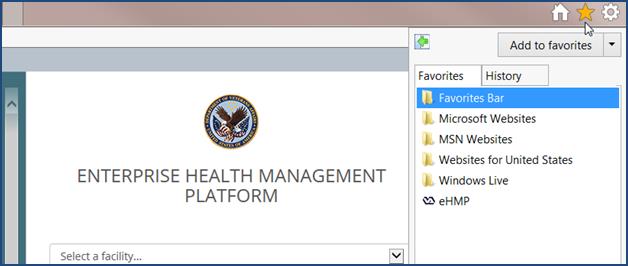 Add to favorites
Favorites
History
Favorites Bar
Microsoft Websites
MSN Websites
Websites for United States
Windows Live
eHMP
ENTERPRISE HEALTH MANAGEMENT
PLATFORM
Select a facility...